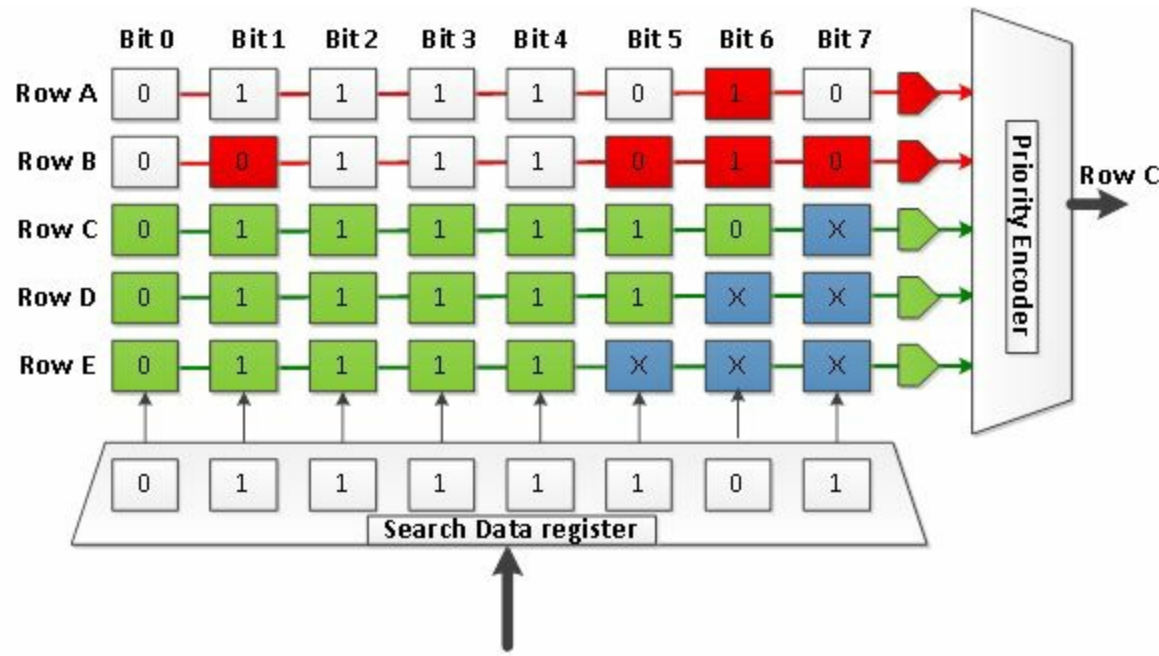 Bit 0 Bit 1 Bit 2 Bit 3 Bit 4 Bit 5 Bit 6 Bit 7
Row A 0 1 1 1 1 0 1 0
Row B 0 0 1 1 1 0 1 0
Row C 0 1 1 1 1 1 0 X
Row D 0 1 1 1 1 1 X X
Row E 0 1 1 1 1 X X X
Priority Encoder
Row C
0 1 1 1 1 1 0 1
Search Data register